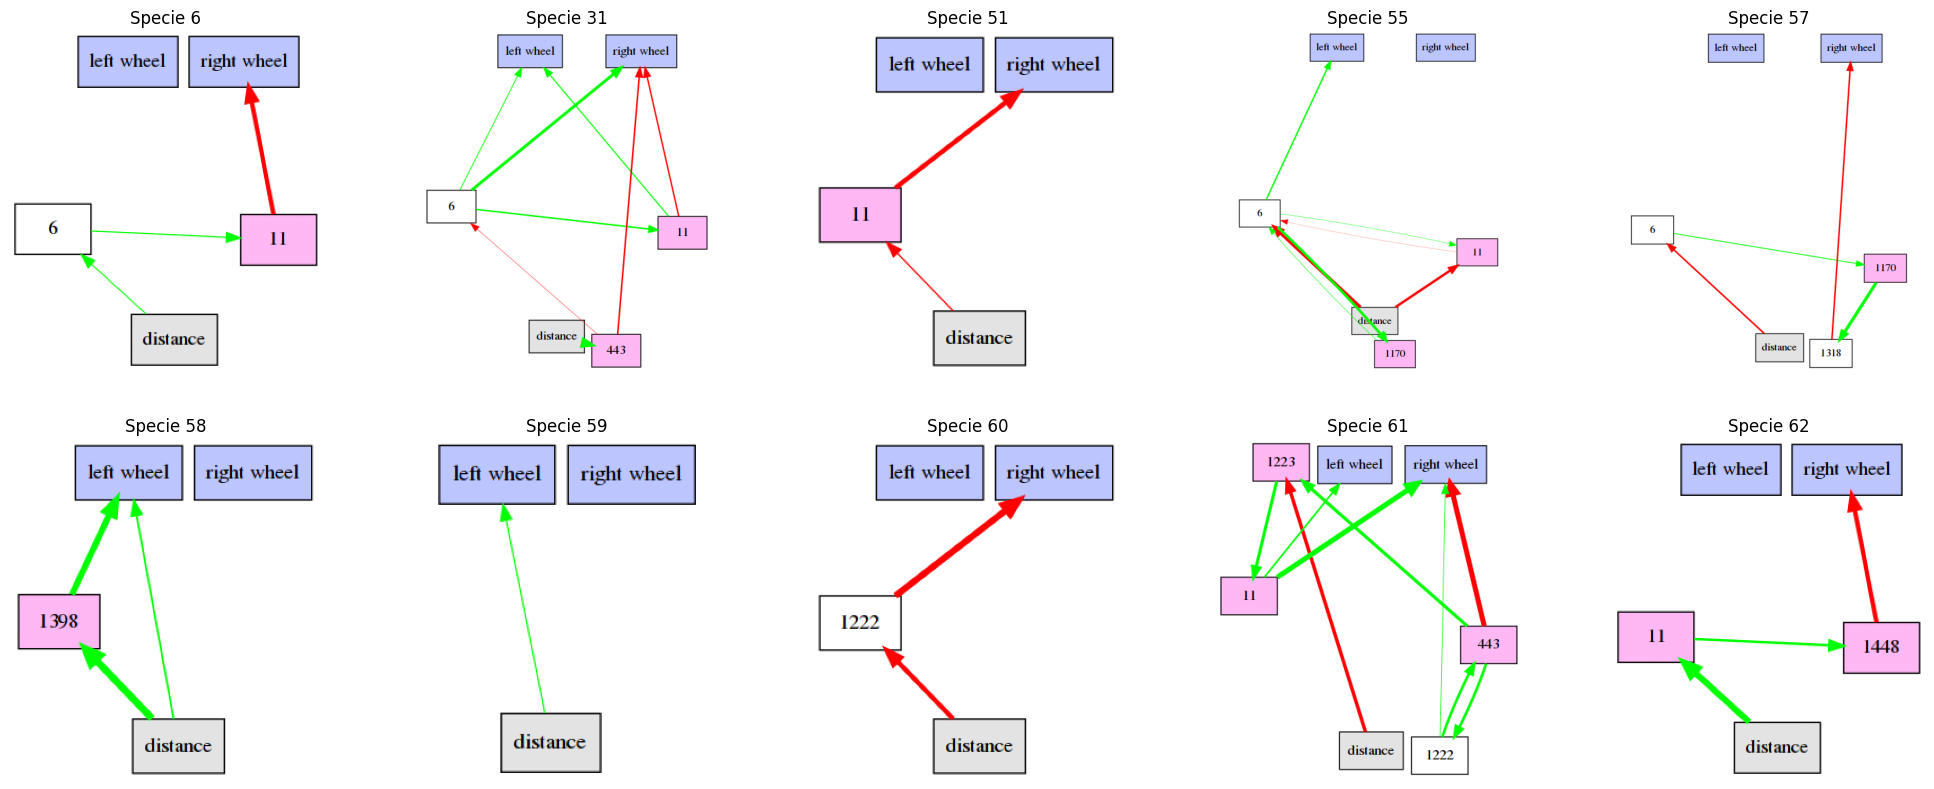 Specie 6
left wheel
right wheel
6
11
distance
Specie 31
left wheel
right wheel
6
11
distance
443
Specie 51
left wheel
right wheel
11
distance
Specie 55
left wheel
right wheel
6
11
distance
1170
Specie 57
left wheel
right wheel
6
1170
distance
1318
Specie 58
left wheel
right wheel
1398
distance
Specie 59
left wheel
right wheel
distance
Specie 60
left wheel
right wheel
1222
distance
Specie 61
1223
left wheel
right wheel
11
443
distance
1222
Specie 62
left wheel
right wheel
11
1448
distance